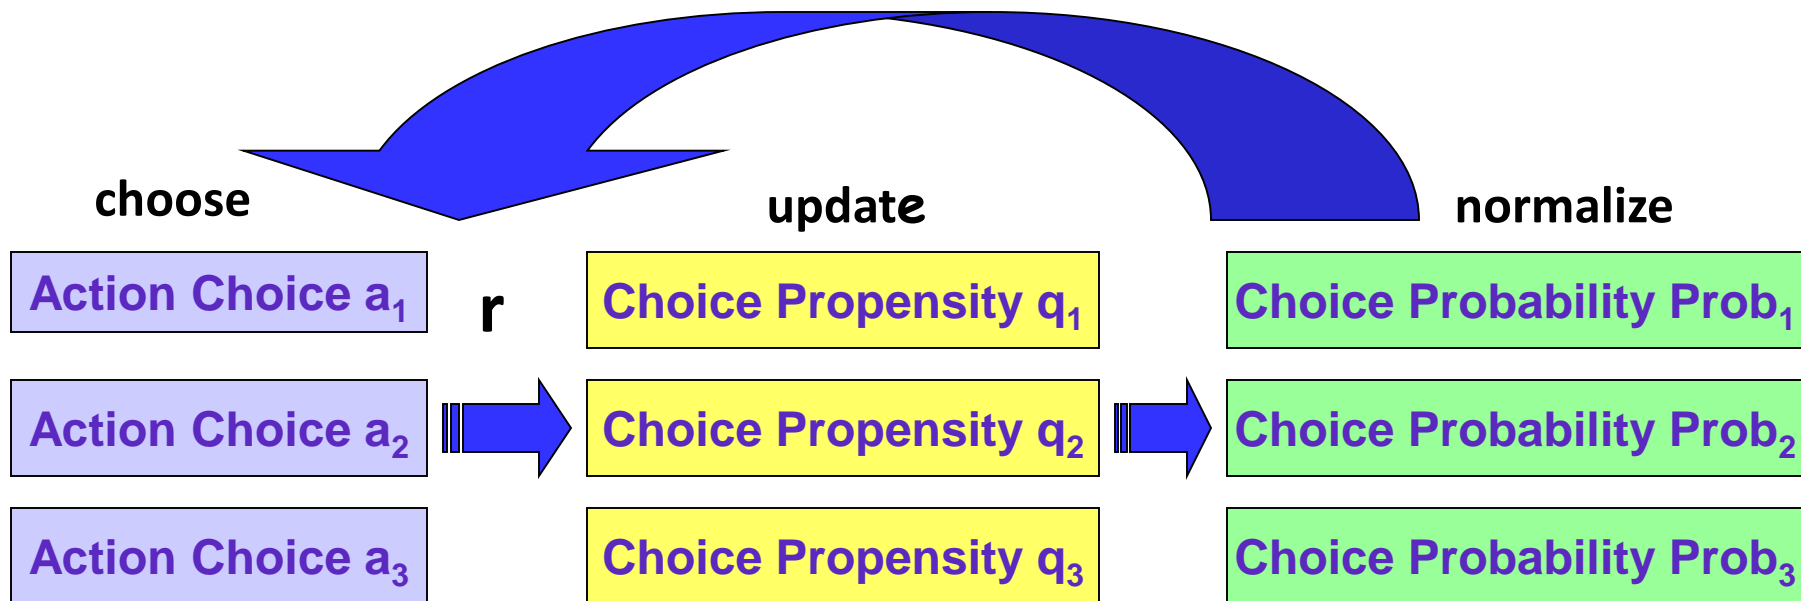 choose
update
normalize
Action Choice a₁
r
Choice Propensity q₁
Choice Probability Prob₁
Action Choice a₂
Choice Propensity q₂
Choice Probability Prob₂
Action Choice a₃
Choice Propensity q₃
Choice Probability Prob₃